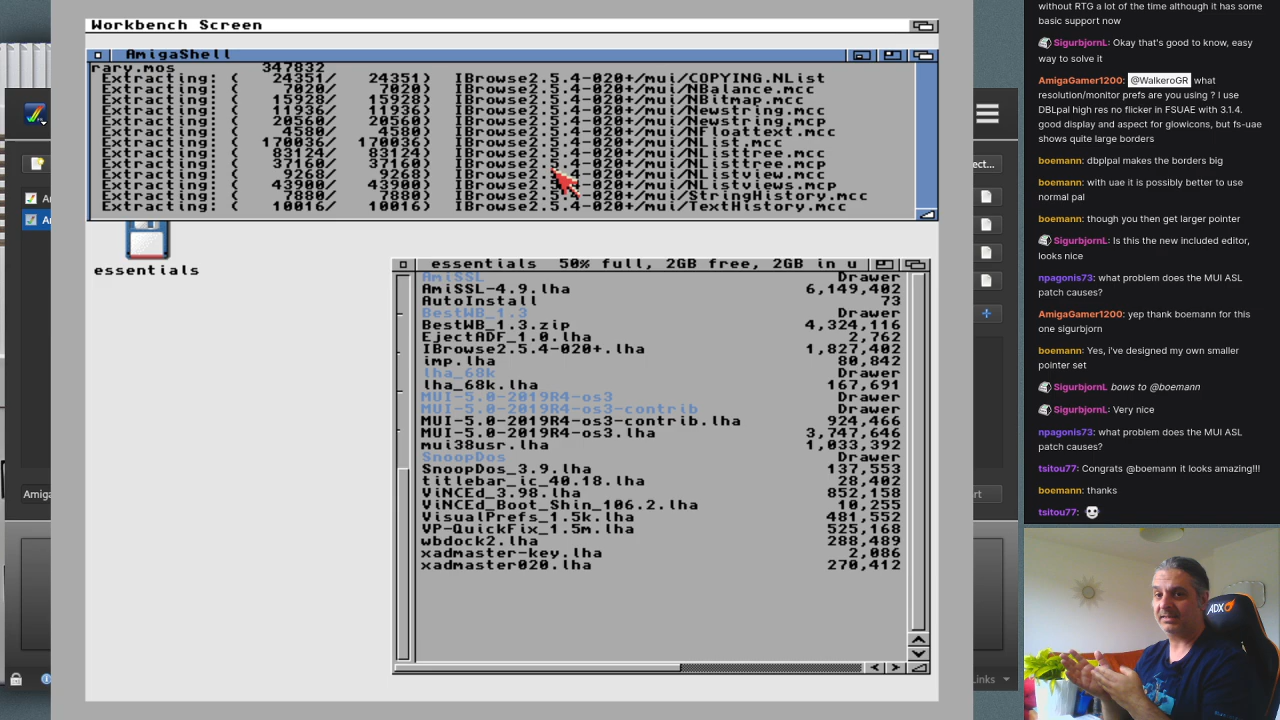 Workbench Screen
AmigaShell
rary.mos 347832
Extracting: ( 24351/ 24351) IBrowse2.5.4-020+/mui/COPYING.NList
Extracting: ( 7020/ 7020) IBrowse2.5.4-020+/mui/NBalance.mcc
Extracting: ( 15928/ 15928) IBrowse2.5.4-020+/mui/NBitmap.mcc
Extracting: ( 11936/ 11936) IBrowse2.5.4-020+/mui/Newstring.mcc
Extracting: ( 20560/ 20560) IBrowse2.5.4-020+/mui/Newstring.mcp
Extracting: ( 4580/ 4580) IBrowse2.5.4-020+/mui/NFloattext.mcc
Extracting: ( 170036/ 170036) IBrowse2.5.4-020+/mui/NList.mcc
Extracting: ( 83124/ 83124) IBrowse2.5.4-020+/mui/NListtree.mcc
Extracting: ( 37160/ 37160) IBrowse2.5.4-020+/mui/NListtree.mcp
Extracting: ( 9268/ 9268) IBrowse2.5.4-020+/mui/NListview.mcc
Extracting: ( 43900/ 43900) IBrowse2.5.4-020+/mui/NListviews.mcp
Extracting: ( 7880/ 7880) IBrowse2.5.4-020+/mui/StringHistory.mcc
Extracting: ( 10016/ 10016) IBrowse2.5.4-020+/mui/TextHistory.mcc
essentials
essentials 50% full, 2GB free, 2GB in u
AmiSSL Drawer
AmiSSL-4.9.lha 6,149,402
AutoInstall 73
BestWB_1.3 Drawer
BestWB_1.3.zip 4,324,116
EjectADF_1.0.lha 2,762
IBrowse2.5.4-020+.lha 1,827,402
imp.lha 80,842
lha_68k Drawer
lha_68k.lha 167,691
MUI-5.0-2019R4-os3 Drawer
MUI-5.0-2019R4-os3-contrib Drawer
MUI-5.0-2019R4-os3-contrib.lha 924,466
MUI-5.0-2019R4-os3.lha 3,747,646
mui38usr.lha 1,033,392
SnoopDos Drawer
SnoopDos_3.9.lha 137,553
titlebar_ic_40.18.lha 28,402
ViNCEd_3.98.lha 852,158
ViNCEd_Boot_Shin_106.2.lha 10,255
VisualPrefs_1.5k.lha 481,552
VP-QuickFix_1.5m.lha 525,168
wbdock2.lha 288,489
xadmaster-key.lha 2,086
xadmaster020.lha 270,412
Amiga
ect...
rt
Links
without RTG a lot of the time although it has some
basic support now
SigurbjornL: Okay that's good to know, easy
way to solve it
AmigaGamer1200: @WalkeroGR what
resolution/monitor prefs are you using ? I use
DBLpal high res no flicker in FSUAE with 3.1.4.
good display and aspect for glowicons, but fs-uae
shows quite large borders
boemann: dbplpal makes the borders big
boemann: with uae it is possibly better to use
normal pal
boemann: though you then get larger pointer
SigurbjornL: Is this the new included editor,
looks nice
npagonis73: what problem does the MUI ASL
patch causes?
AmigaGamer1200: yep thank boemann for this
one sigurbjorn
boemann: Yes, i've designed my own smaller
pointer set
SigurbjornL bows to @boemann
SigurbjornL: Very nice
npagonis73: what problem does the MUI ASL
patch causes?
tsitou77: Congrats @boemann it looks amazing!!!
boemann: thanks
tsitou77:
ADX